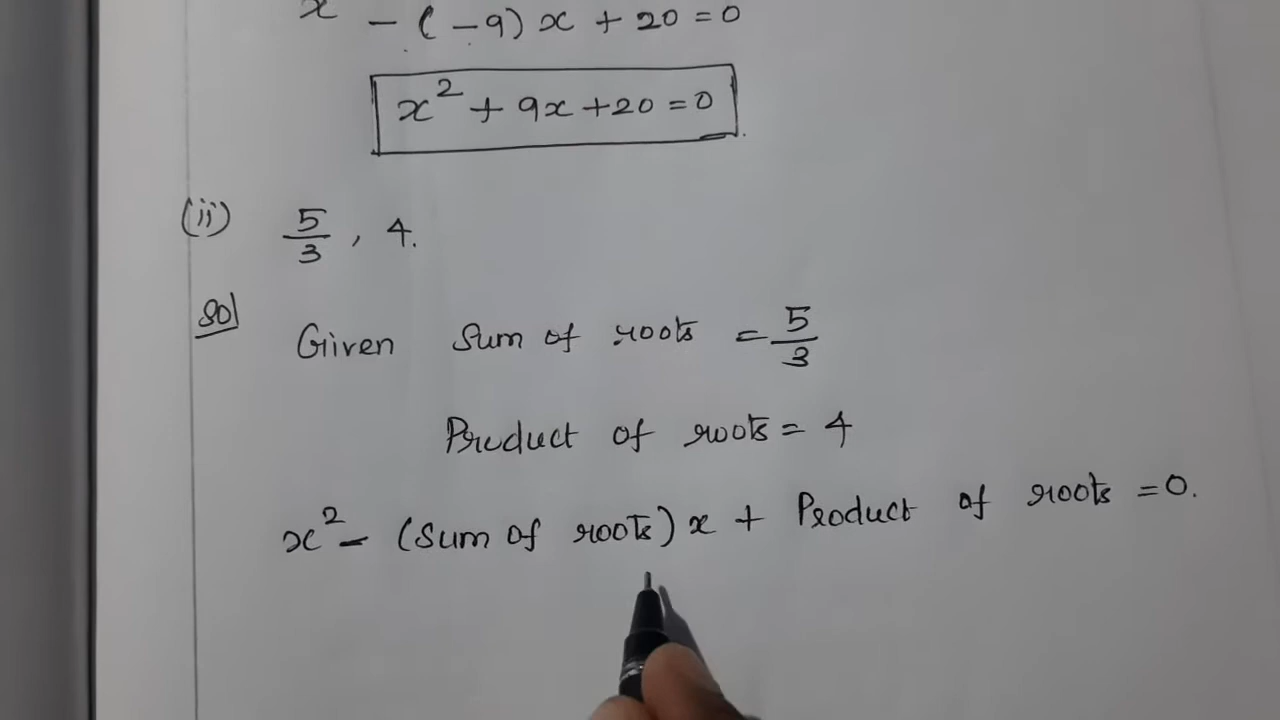 x - (-9)x + 20 = 0
x² + 9x + 20 = 0
(ii) 5/3, 4.
Sol
Given Sum of roots = 5/3
Product of roots = 4
x² - (Sum of roots)x + Product of roots = 0.